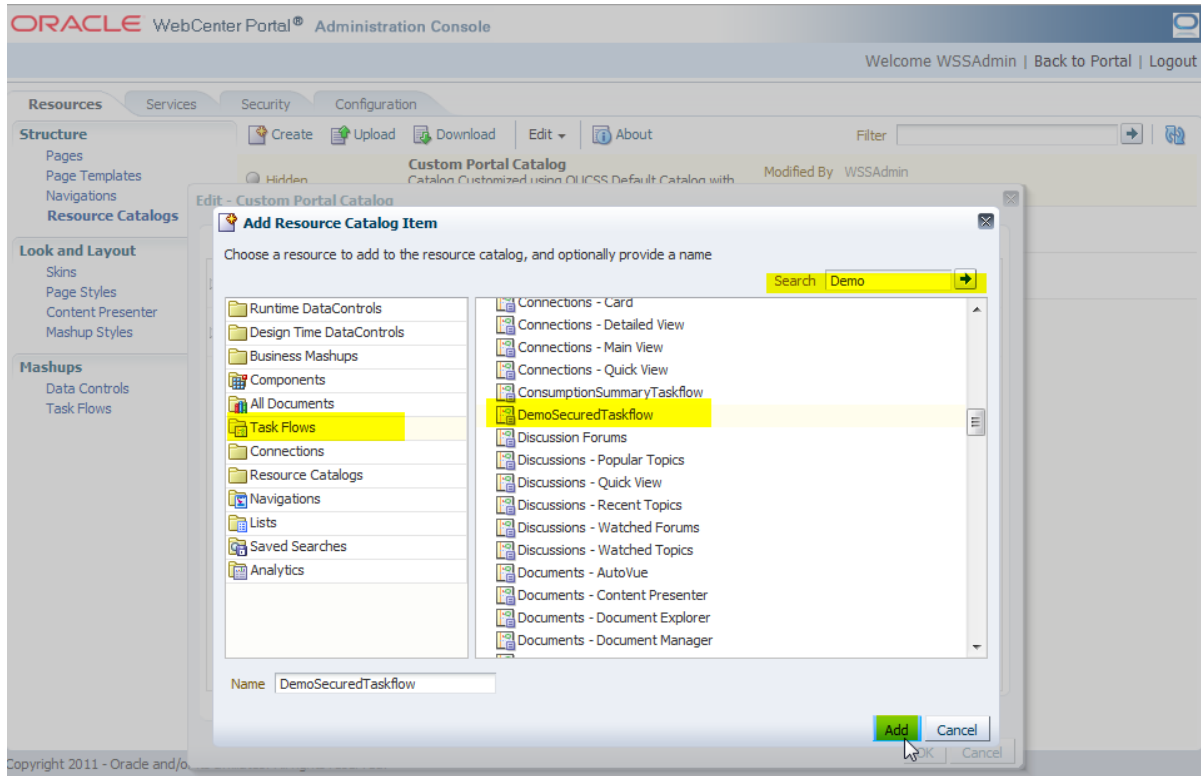 ORACLE WebCenter Portal® Administration Console
Welcome WSSAdmin | Back to Portal | Logout
Resources Services Security Configuration
Structure
Pages
Page Templates
Navigations
Resource Catalogs
Look and Layout
Skins
Page Styles
Content Presenter
Mashup Styles
Mashups
Data Controls
Task Flows
Create Upload Download Edit About Filter
Custom Portal Catalog
Hidden Catalog Customized using OUCSS Default Catalog with Modified By WSSAdmin
Edit - Custom Portal Catalog
Add Resource Catalog Item
Choose a resource to add to the resource catalog, and optionally provide a name
Search Demo
Runtime DataControls
Design Time DataControls
Business Mashups
Components
All Documents
Task Flows
Connections
Resource Catalogs
Navigations
Lists
Saved Searches
Analytics
Connections - Card
Connections - Detailed View
Connections - Main View
Connections - Quick View
ConsumptionSummaryTaskflow
DemoSecuredTaskflow
Discussion Forums
Discussions - Popular Topics
Discussions - Quick View
Discussions - Recent Topics
Discussions - Watched Forums
Discussions - Watched Topics
Documents - AutoVue
Documents - Content Presenter
Documents - Document Explorer
Documents - Document Manager
Name DemoSecuredTaskflow
Add Cancel
OK Cancel
Copyright 2011 - Oracle and/o